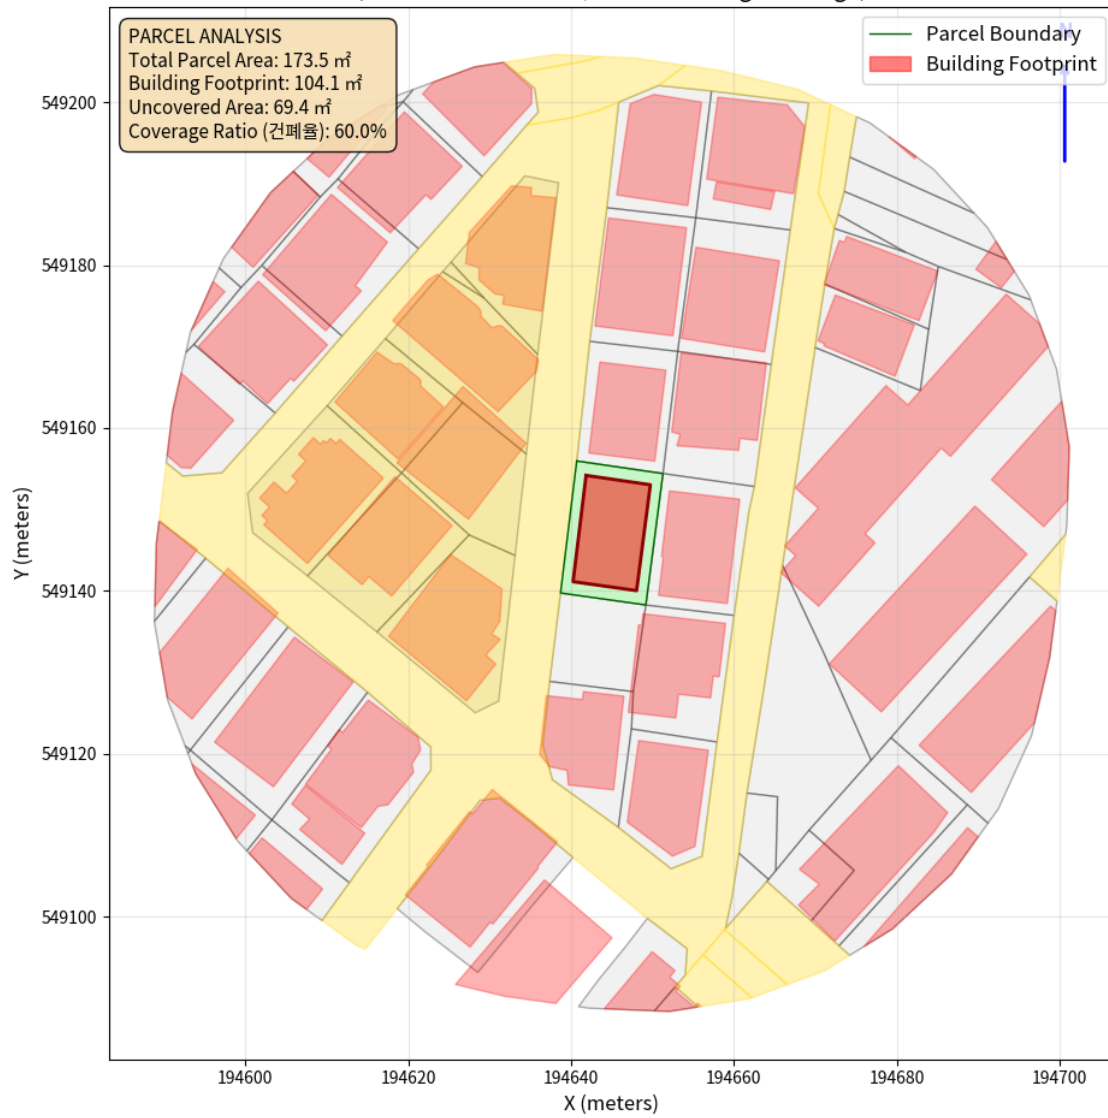 PARCEL ANALYSIS
Total Parcel Area: 173.5 ㎡
Building Footprint: 104.1 ㎡
Uncovered Area: 69.4 ㎡
Coverage Ratio (건폐율): 60.0%
Parcel Boundary
Building Footprint
N
549200
549180
549160
549140
549120
549100
Y (meters)
194600
194620
194640
194660
194680
194700
X (meters)